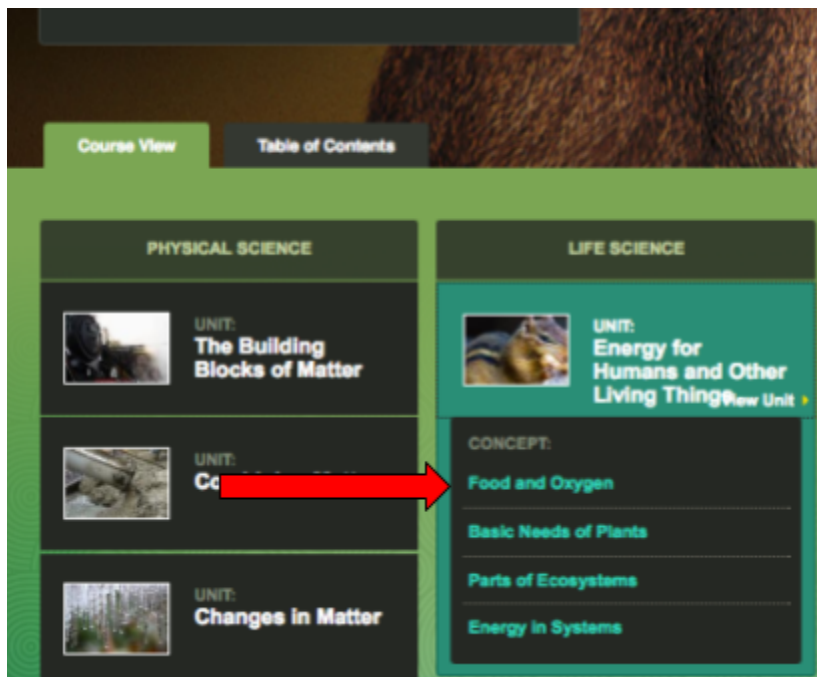 Course View
Table of Contents
PHYSICAL SCIENCE
LIFE SCIENCE
UNIT:
The Building
Blocks of Matter
UNIT:
Energy for
Humans and Other
Living Things
View Unit
UNIT:
UNIT:
Changes in Matter
CONCEPT:
Food and Oxygen
Basic Needs of Plants
Parts of Ecosystems
Energy in Systems